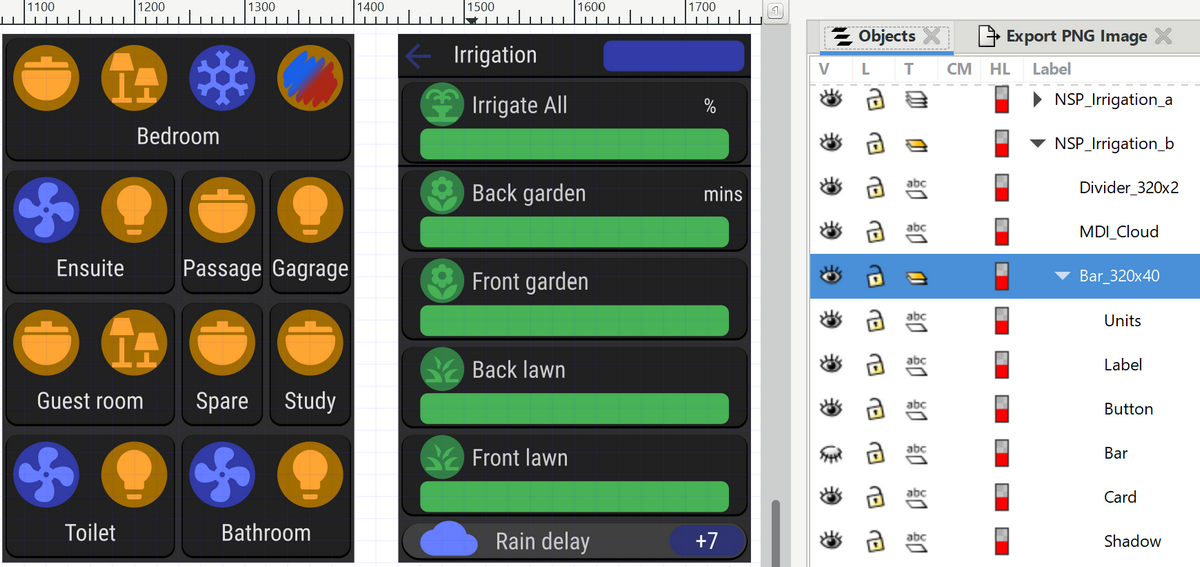 1100 1200 1300 1400 1500 1600 1700
Bedroom
Ensuite Passage Gagrage
Guest room Spare Study
Toilet Bathroom
Irrigation
Irrigate All %
Back garden mins
Front garden
Back lawn
Front lawn
Rain delay +7
Objects Export PNG Image
V L T CM HL Label
NSP_Irrigation_a
NSP_Irrigation_b
abc Divider_320x2
abc MDI_Cloud
Bar_320x40
abc Units
abc Label
abc Button
abc Bar
abc Card
abc Shadow